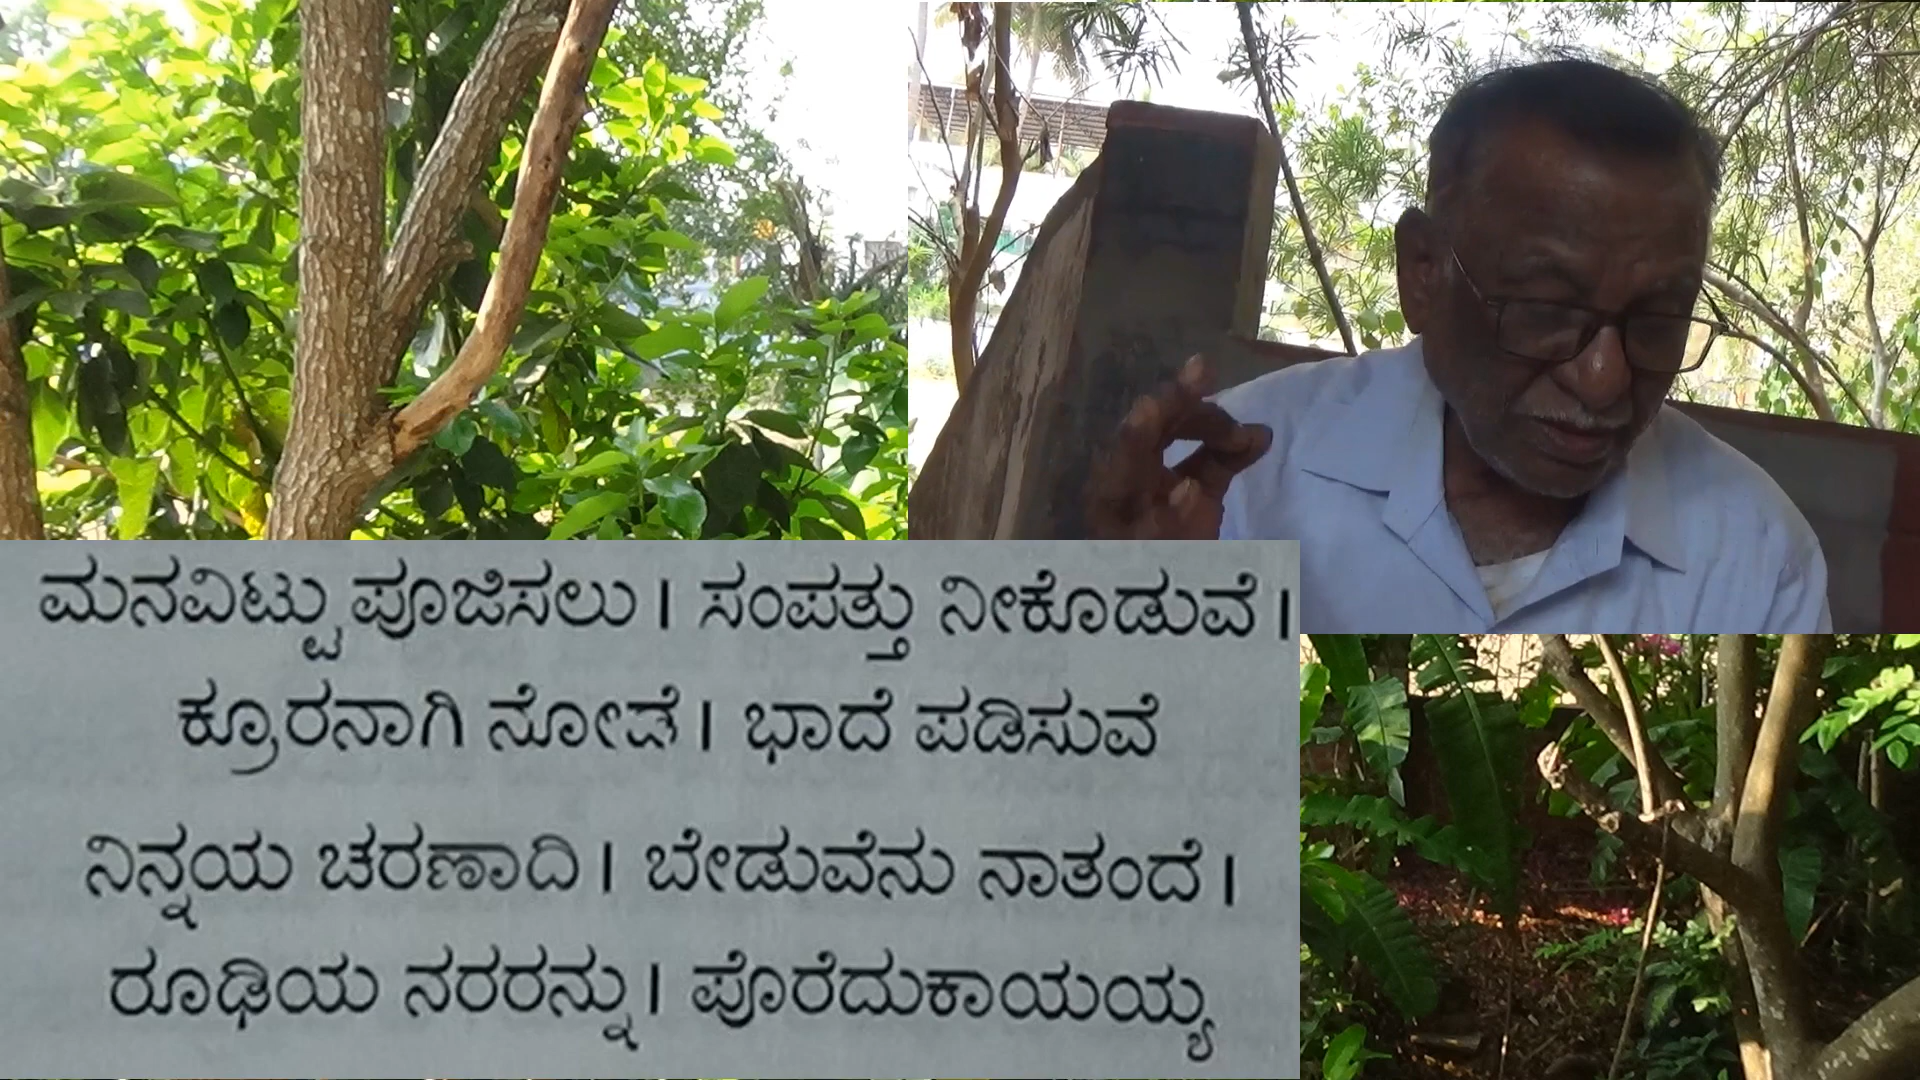 ಮನವಿಟ್ಟು ಪೂಜಿಸಲು । ಸಂಪತ್ತು ನೀಕೊಡುವೆ ।
ಕ್ರೂರನಾಗಿ ನೋಡೆ । ಭಾದೆ ಪಡಿಸುವೆ
ನಿನ್ನಯ ಚರಣಾದಿ । ಬೇಡುವೆನು ನಾತಂದೆ ।
ರೂಢಿಯ ನರರನ್ನು । ಪೊರೆದುಕಾಯಯ್ಯ